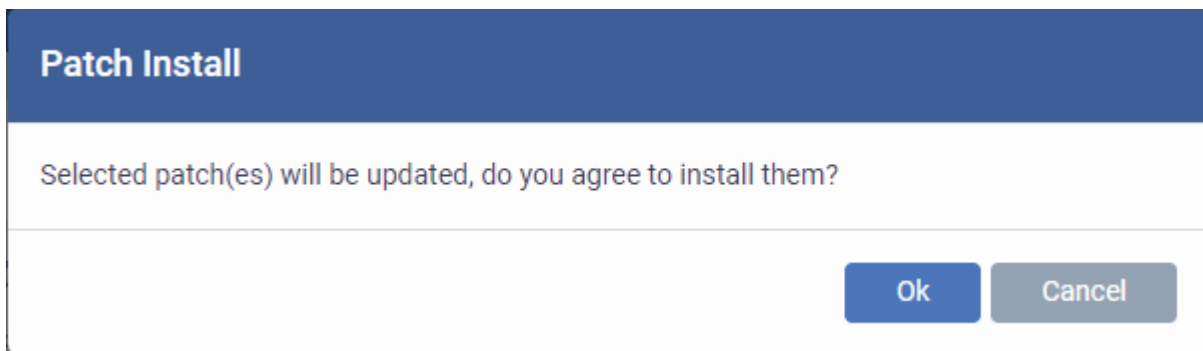 Patch Install
Selected patch(es) will be updated, do you agree to install them?
Ok
Cancel